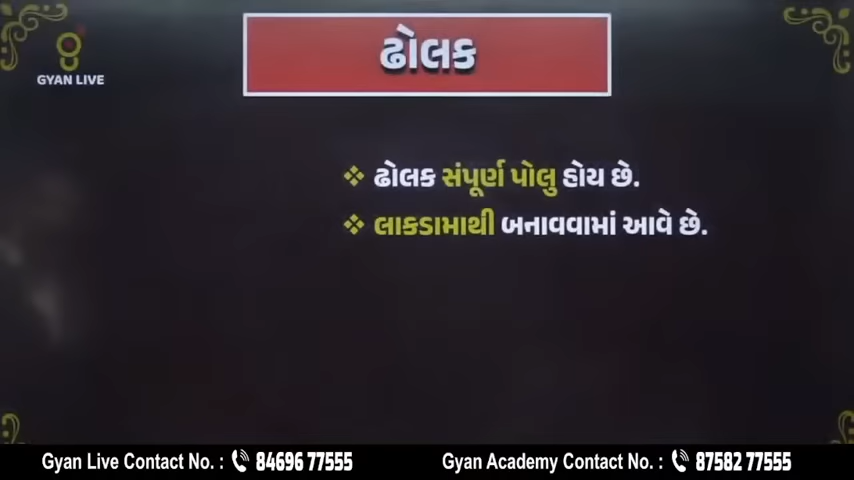 ઢોલક
GYAN LIVE
ઢોલક સંપૂર્ણ પોલુ હોય છે.
લાકડામાથી બનાવવામાં આવે છે.
Gyan Live Contact No. : 84696 77555
Gyan Academy Contact No. : 87582 77555